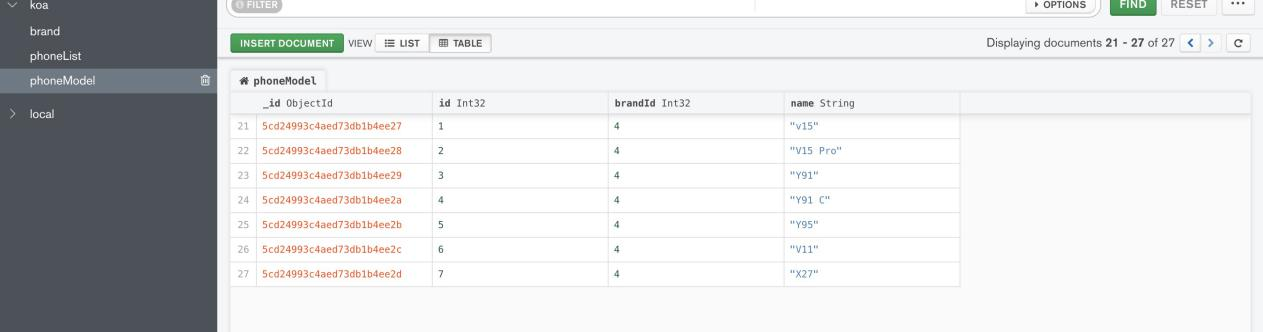 koa
FILTER
OPTIONS
FIND
RESET
brand
phoneList
phoneModel
local
INSERT DOCUMENT VIEW LIST TABLE
Displaying documents 21 - 27 of 27
phoneModel
_id ObjectId id Int32 brandId Int32 name String
21 5cd24993c4aed73db1b4ee27 1 4 "v15"
22 5cd24993c4aed73db1b4ee28 2 4 "V15 Pro"
23 5cd24993c4aed73db1b4ee29 3 4 "Y91"
24 5cd24993c4aed73db1b4ee2a 4 4 "Y91 C"
25 5cd24993c4aed73db1b4ee2b 5 4 "Y95"
26 5cd24993c4aed73db1b4ee2c 6 4 "V11"
27 5cd24993c4aed73db1b4ee2d 7 4 "X27"